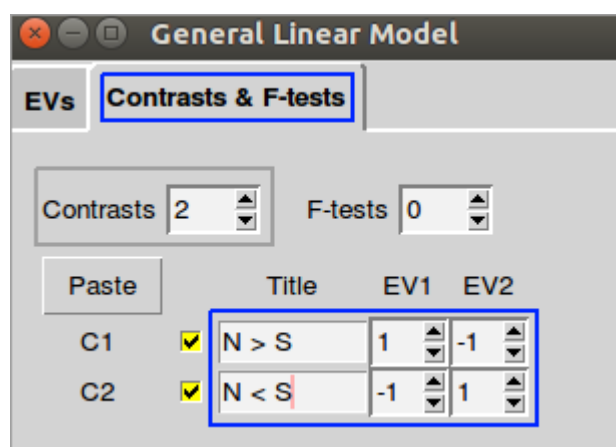 General Linear Model
EVs Contrasts & F-tests
Contrasts 2 F-tests 0
Paste Title EV1 EV2
C1 N > S 1 -1
C2 N < S -1 1